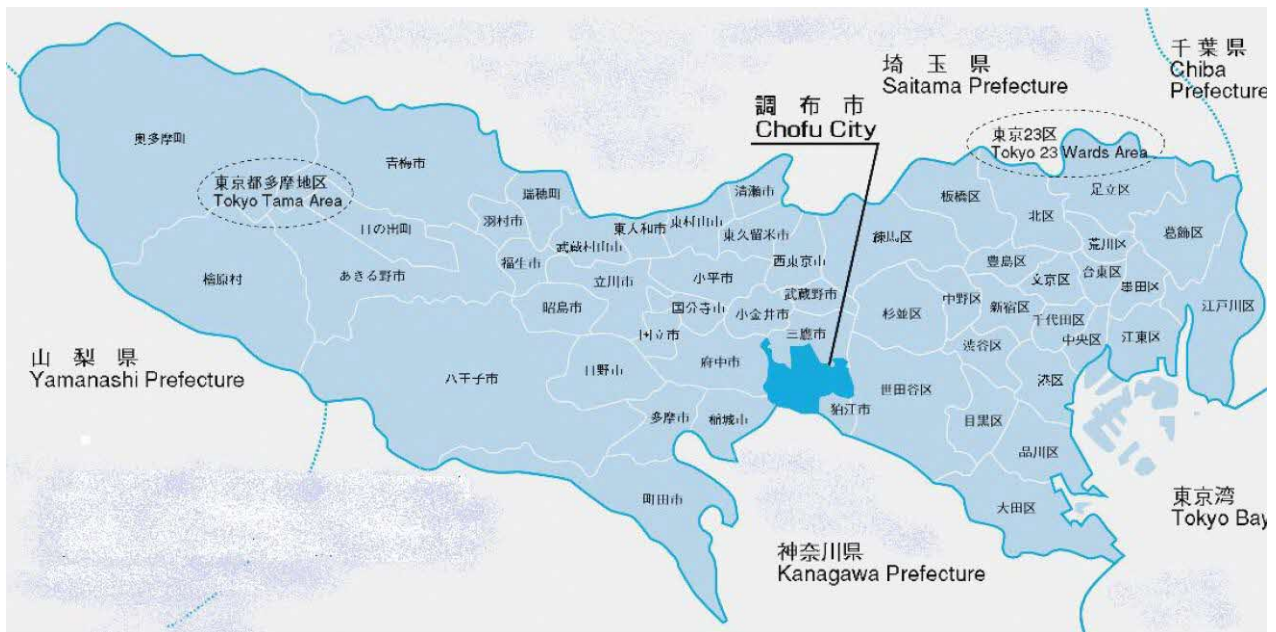 千葉県
Chiba
Prefecture
埼玉県
Saitama Prefecture
調布市
Chofu City
東京23区
Tokyo 23 Wards Area
奥多摩町
青梅市
東京都多摩地区
Tokyo Tama Area
瑞穂町
清瀬市
板橋区
足立区
羽村市
東村山市
北区
日の出町
武蔵村山市
東大和市
東久留米市
練馬区
荒川区
葛飾区
福生市
西東京市
豊島区
台東区
檜原村
あきる野市
立川市
小平市
文京区
墨田区
昭島市
国分寺市
小金井市
武蔵野市
杉並区
中野区
新宿区
千代田区
江戸川区
国立市
三鷹市
渋谷区
中央区
江東区
山梨県
Yamanashi Prefecture
八王子市
日野市
府中市
世田谷区
港区
多摩市
稲城市
狛江市
目黒区
品川区
町田市
大田区
東京湾
Tokyo Bay
神奈川県
Kanagawa Prefecture